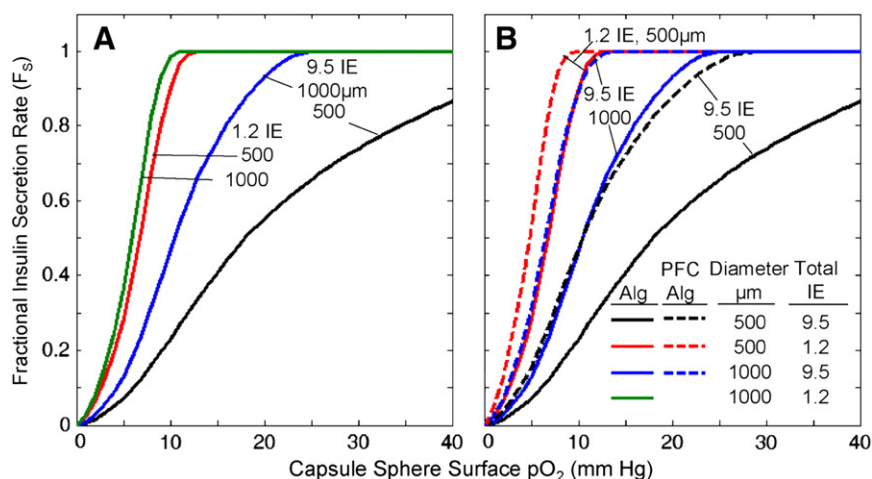 A
B
Fractional Insulin Secretion Rate (F_S)
1
0.8
0.6
0.4
0.2
0
9.5 IE
1000μm
500
1.2 IE
500
1000
0 10 20 30 40
1.2 IE, 500μm
9.5 IE
1000
9.5 IE
500
PFC Diameter Total
Alg Alg μm IE
500 9.5
500 1.2
1000 9.5
1000 1.2
0 10 20 30 40
Capsule Sphere Surface pO2 (mm Hg)